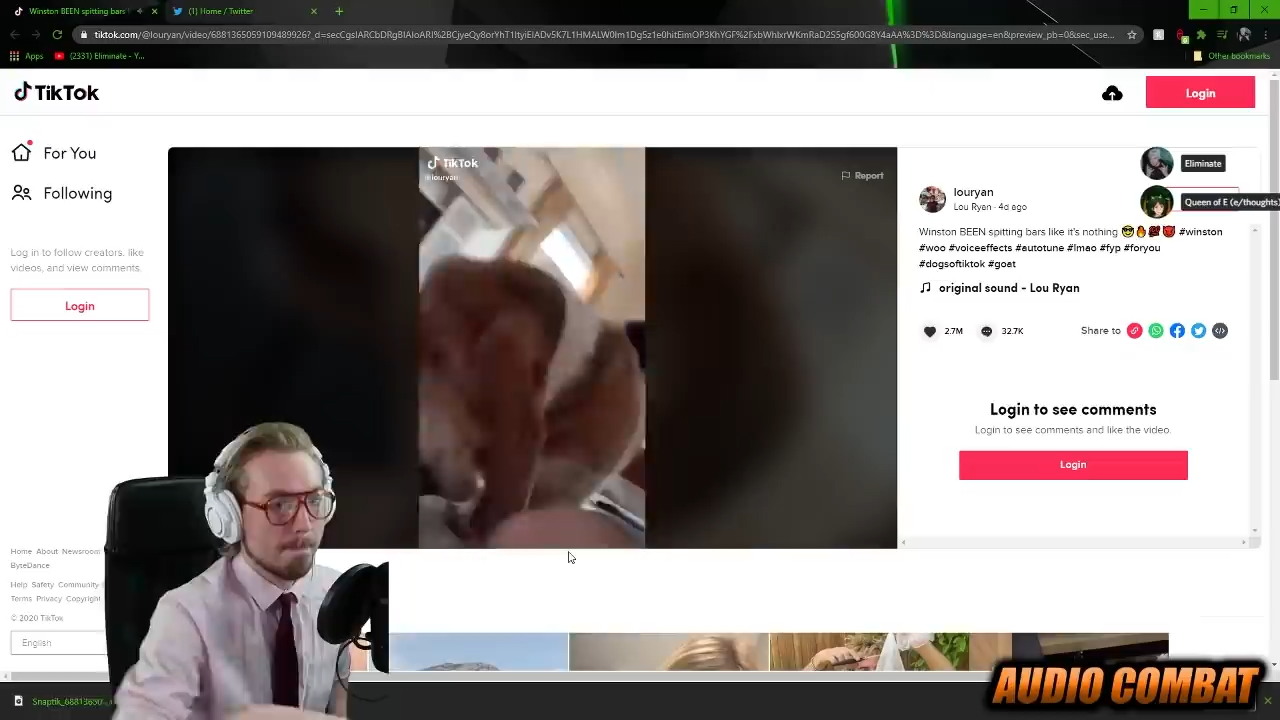 Winston BEEN spitting bars
(1) Home / Twitter
Apps
(2331) Eliminate - Y...
Other bookmarks
TikTok
Login
For You
Following
Log in to follow creators, like
videos, and view comments.
Login
TikTok
@louryan
Report
louryan
Lou Ryan · 4d ago
Eliminate
Queen of E (e/thoughts)
Winston BEEN spitting bars like it's nothing 😎🔥💯👿 #winston
#woo #voiceeffects #autotune #lmao #fyp #foryou
#dogsoftiktok #goat
original sound - Lou Ryan
2.7M
32.7K
Share to
Login to see comments
Login to see comments and like the video.
Login
Home About Newsroom
ByteDance
Help Safety Community
Terms Privacy Copyright
© 2020 TikTok
English
AUDIO COMBAT